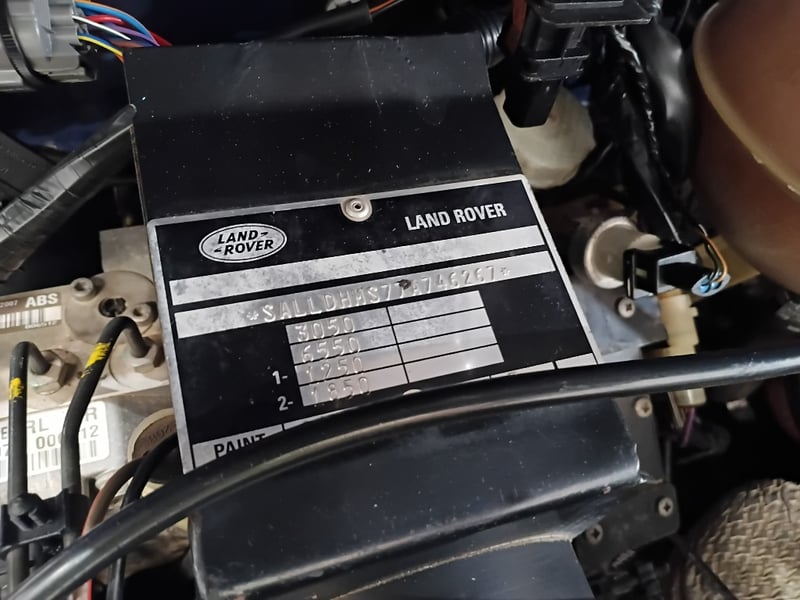 ABS
LAND
ROVER
LAND ROVER
*SALLDHMS77A746267*
3050
6550
1- 1250
2- 1850
PAINT